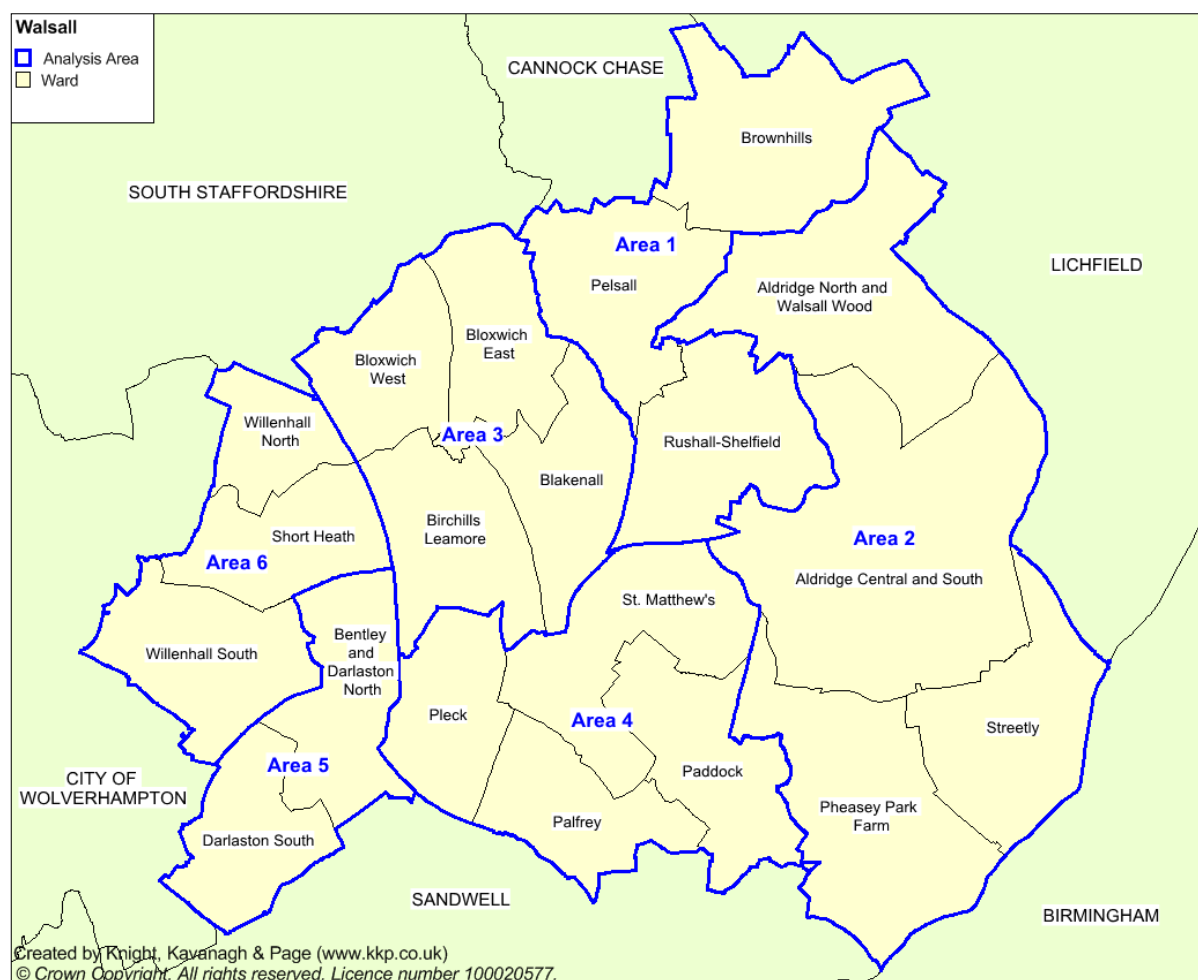 Walsall
Analysis Area
Ward
CANNOCK CHASE
Brownhills
SOUTH STAFFORDSHIRE
Area 1
LICHFIELD
Pelsall
Aldridge North and
Walsall Wood
Bloxwich
East
Bloxwich
West
Willenhall
North
Area 3
Rushall-Shelfield
Blakenall
Birchills
Leamore
Short Heath
Area 2
Area 6
Aldridge Central and South
St. Matthew's
Bentley
and
Darlaston
North
Willenhall South
Pleck
Area 4
Streetly
Area 5
Paddock
CITY OF
WOLVERHAMPTON
Pheasey Park
Farm
Palfrey
Darlaston South
SANDWELL
BIRMINGHAM
Created by Knight, Kavanagh & Page (www.kkp.co.uk)
© Crown Copyright. All rights reserved. Licence number 100020577.